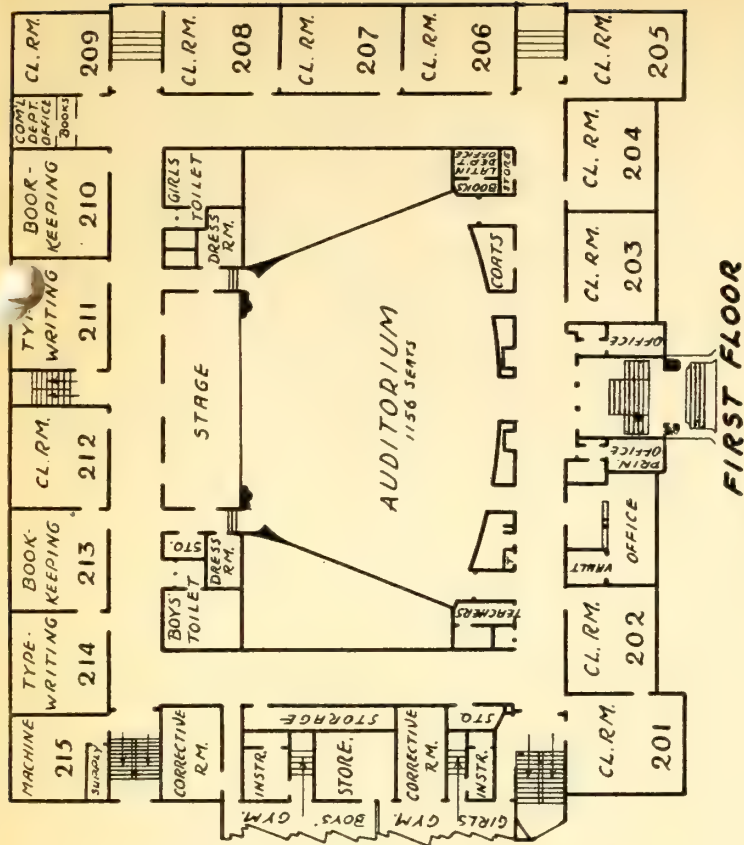 MACHINE
215
SUPPLY
TYPE-
WRITING
214
BOOK-
KEEPING
213
CL. RM.
212
WRITING
211
BOOR-
KEEPING
210
COM'L
DEPT.
OFFICE
BOOKS
CL. RM.
209
CORRECTIVE
RM.
BOYS'
TOILET
STO.
DRESS
RM.
STAGE
GIRLS
TOILET
DRESS
RM.
CL. RM.
208
CL. RM.
207
CL. RM.
206
INSTR.
STORAGE
STORE.
CORRECTIVE
RM.
INSTR.
STO.
BOYS'
GYM.
GIRLS
GYM
AUDITORIUM
1156 SEATS
TEACHERS
T.
COATS
BOOKS
LATIN
DEP'T
OFFICE
STORE
CL. RM.
201
CL. RM.
202
VAULT
OFFICE
PRIN.
OFFICE
OFFICE
CL. RM.
203
CL. RM.
204
CL. RM.
205
FIRST FLOOR